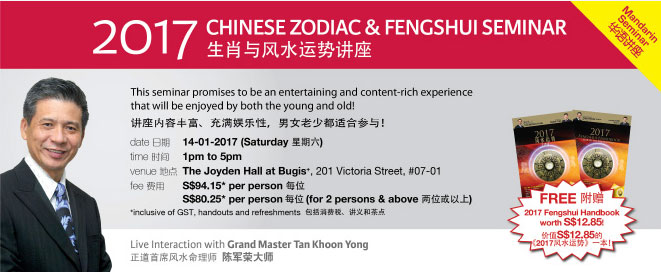 2017 CHINESE ZODIAC & FENGSHUI SEMINAR
生肖与风水运势讲座
Mandarin
Seminar
华语讲座
This seminar promises to be an entertaining and content-rich experience
that will be enjoyed by both the young and old!
讲座内容丰富、充满娱乐性，男女老少都适合参与！
date 日期 14-01-2017 (Saturday 星期六)
time 时间 1pm to 5pm
venue 地点 The Joyden Hall at Bugis*, 201 Victoria Street, #07-01
fee 费用 S$94.15* per person 每位
S$80.25* per person 每位 (for 2 persons & above 两位或以上)
*inclusive of GST, handouts and refreshments 包括消费税、讲义和茶点
Live Interaction with Grand Master Tan Khoon Yong
正道首席风水命理师 陈军荣大师
2017
2017
FREE 附赠
2017 Fengshui Handbook
worth S$12.85!
价值S$12.85的
《2017风水运势》一本！